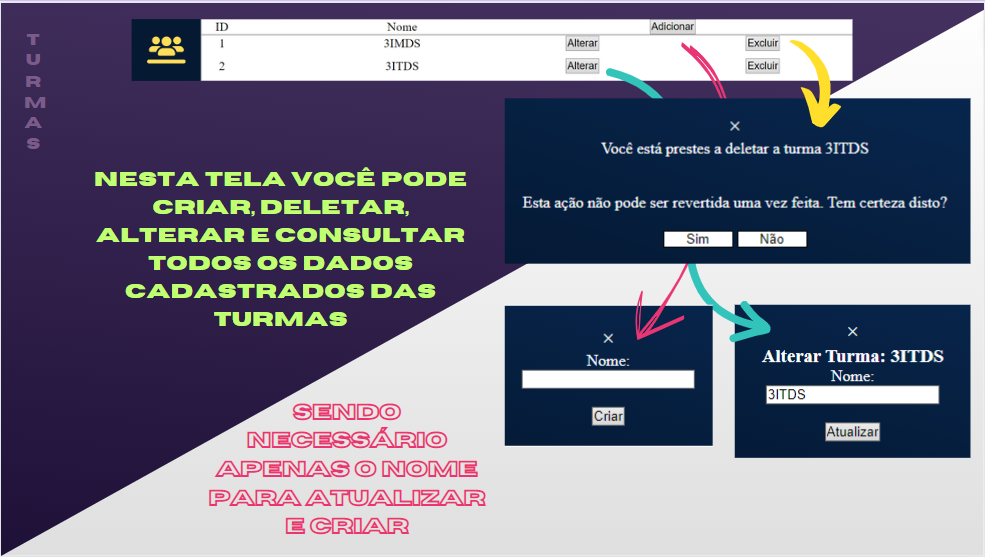 TURMAS
ID Nome Adicionar
1 3IMDS Alterar Excluir
2 3ITDS Alterar Excluir
NESTA TELA VOCÊ PODE
CRIAR, DELETAR,
ALTERAR E CONSULTAR
TODOS OS DADOS
CADASTRADOS DAS
TURMAS
×
Você está prestes a deletar a turma 3ITDS
Esta ação não pode ser revertida uma vez feita. Tem certeza disto?
Sim Não
×
Nome:
Criar
×
Alterar Turma: 3ITDS
Nome:
3ITDS
Atualizar
SENDO
NECESSÁRIO
APENAS O NOME
PARA ATUALIZAR
E CRIAR